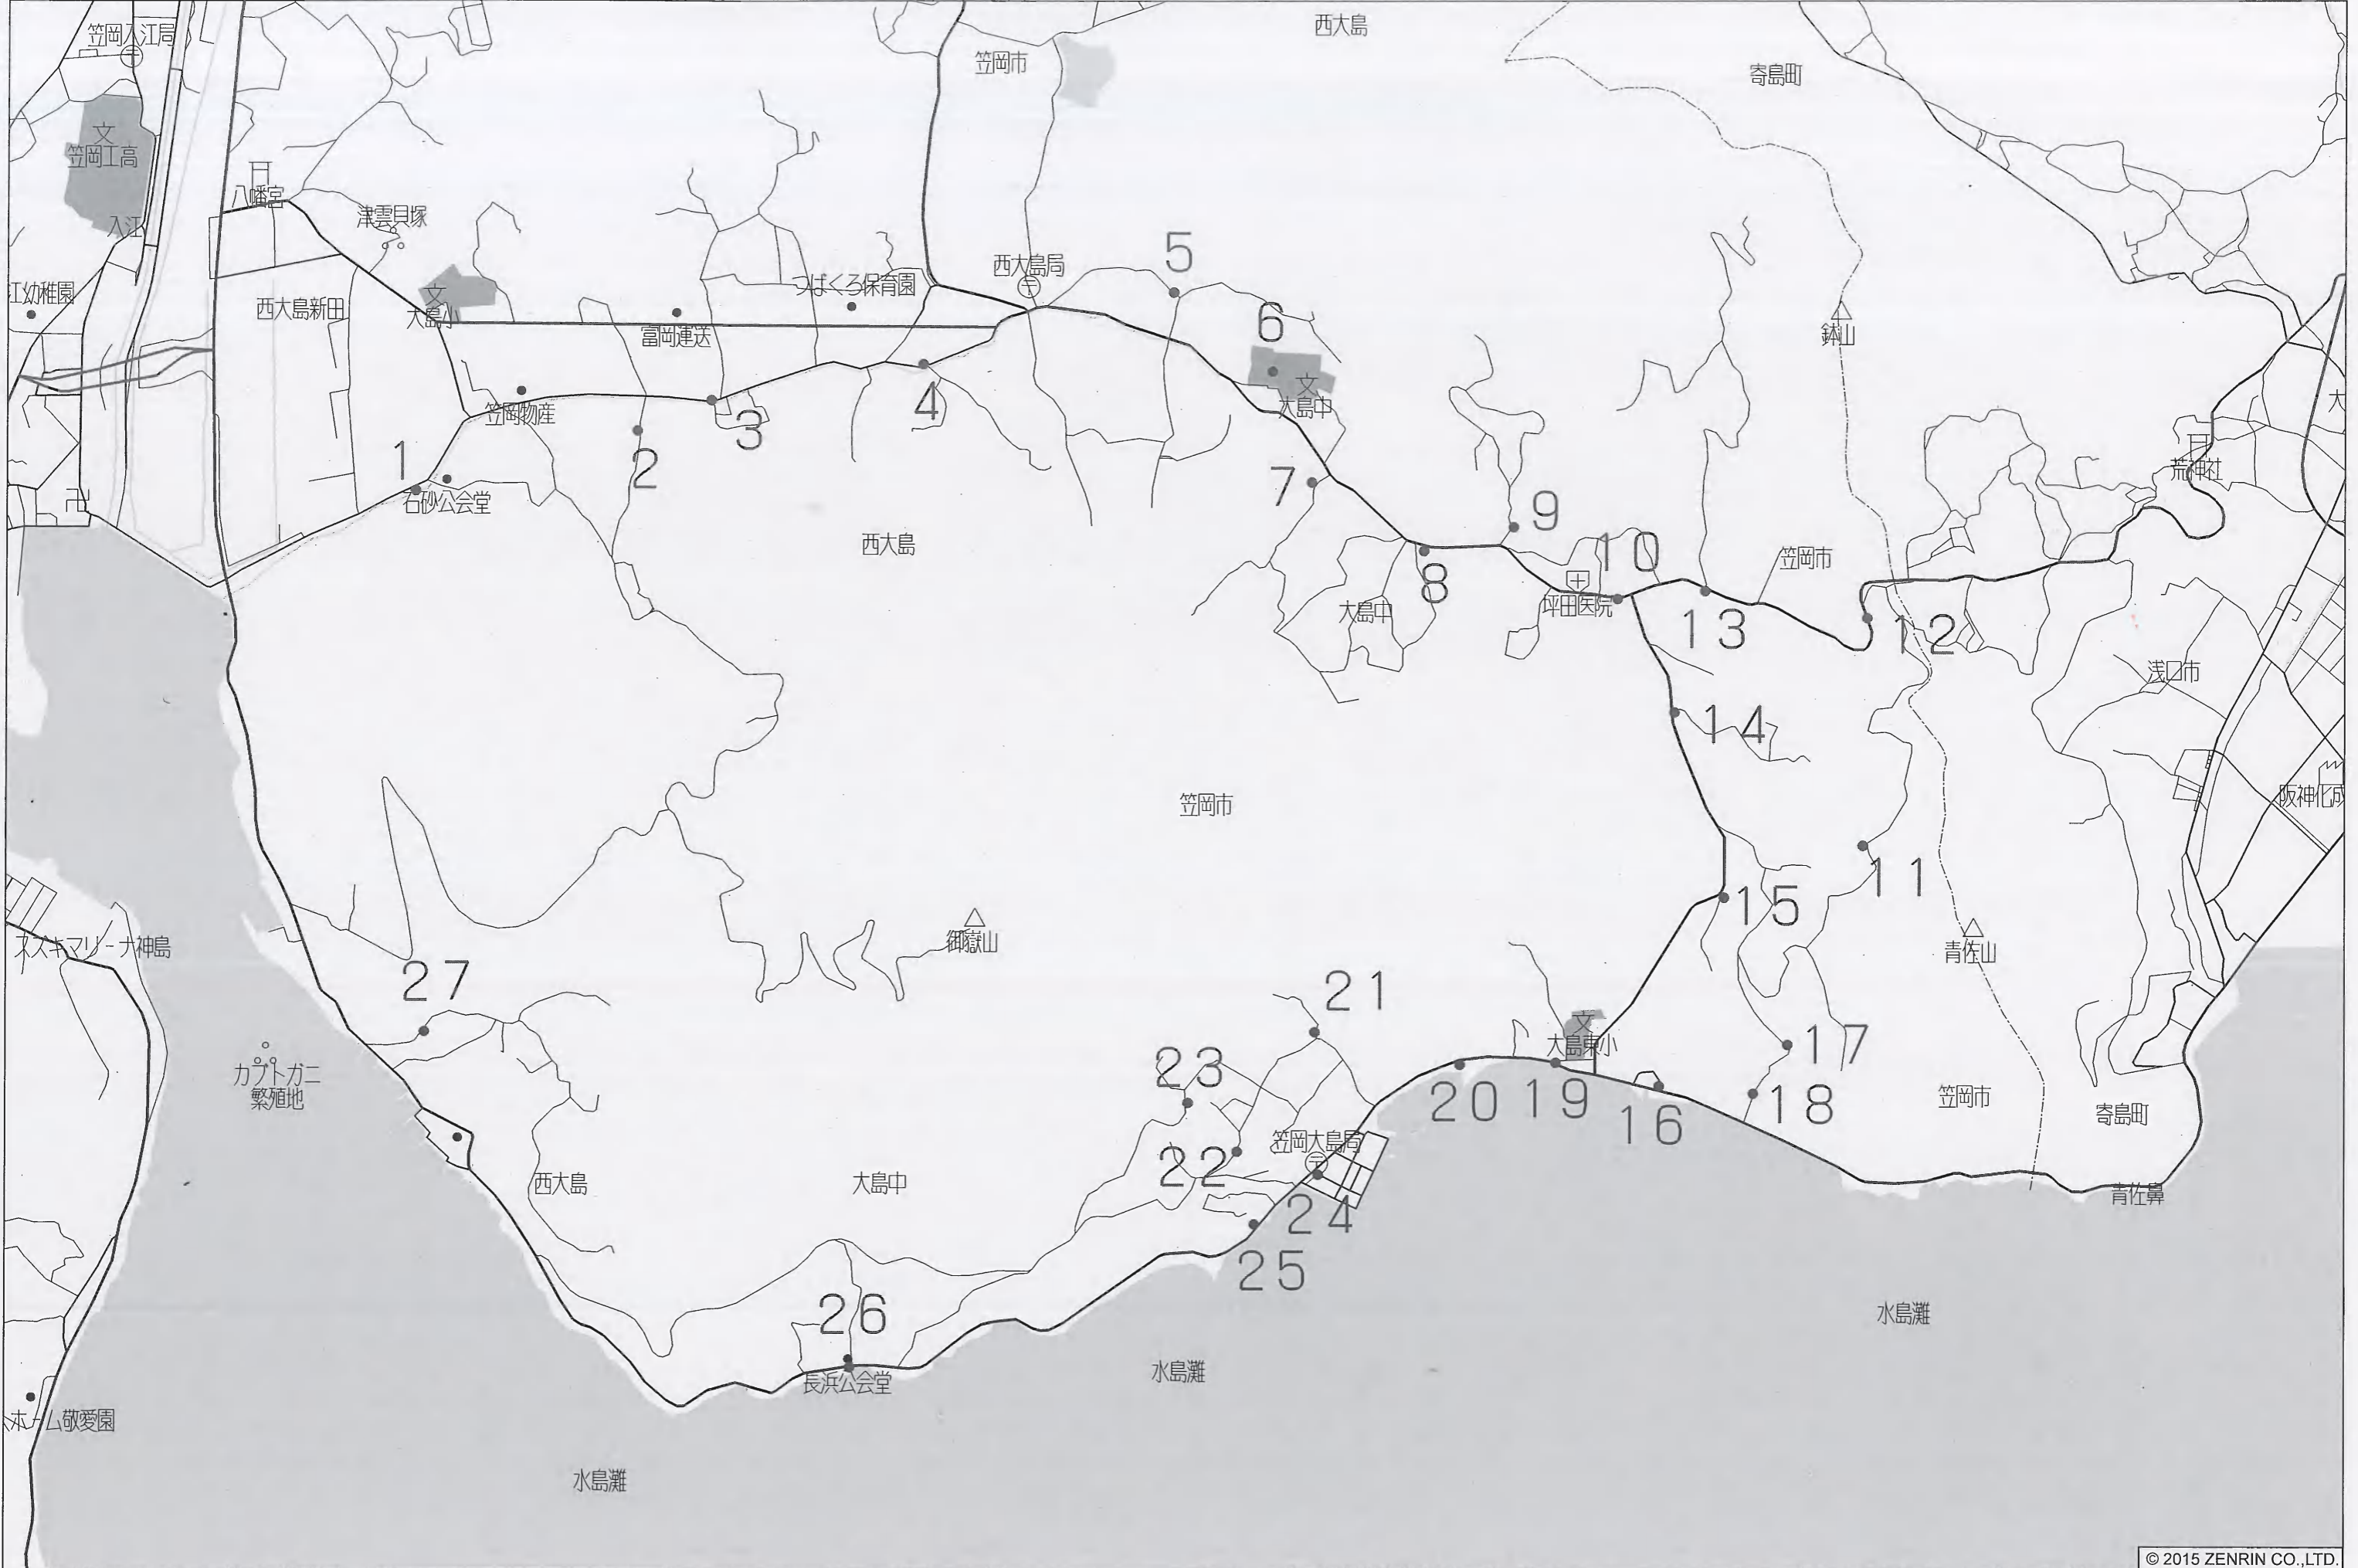 西大島
笠岡入江局
笠岡市
寄島町
文
笠岡工高
八幡宮
津雲貝塚
入江
5
西大島局
つばくろ保育園
江幼稚園
西大島新田
文
大島小
富岡運送
6
鉢山
文
大島中
大
4
笠岡物産
3
1
2
荒神社
7
石砂公会堂
9
西大島
10
笠岡市
8
坪田医院
大島中
13
12
浅口市
14
笠岡市
阪神化成
11
15
スズキマリーナ神島
御嶽山
青佐山
27
21
文
大島東小
17
カブトガニ
繁殖地
23
20
19
18
笠岡市
16
寄島町
笠岡大島局
22
西大島
大島中
青佐鼻
24
25
26
水島灘
水島灘
長浜公会堂
ホーム敬愛園
水島灘
© 2015 ZENRIN CO.,LTD.